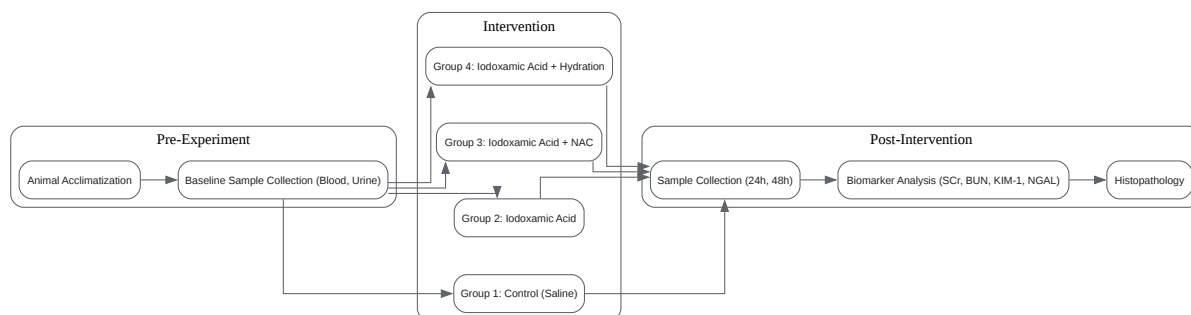 Pre-Experiment
Animal Acclimatization
Baseline Sample Collection (Blood, Urine)
Intervention
Group 4: Iodoxamic Acid + Hydration
Group 3: Iodoxamic Acid + NAC
Group 2: Iodoxamic Acid
Group 1: Control (Saline)
Post-Intervention
Sample Collection (24h, 48h)
Biomarker Analysis (SCr, BUN, KIM-1, NGAL)
Histopathology